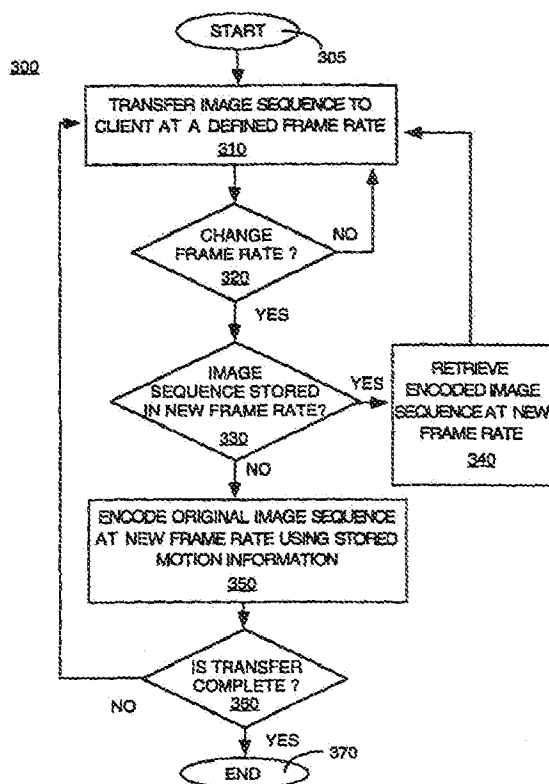 START
305
300
TRANSFER IMAGE SEQUENCE TO
CLIENT AT A DEFINED FRAME RATE
310
CHANGE
FRAME RATE ?
320
NO
YES
IMAGE
SEQUENCE STORED
IN NEW FRAME RATE?
330
YES
NO
RETRIEVE
ENCODED IMAGE
SEQUENCE AT NEW
FRAME RATE
340
ENCODE ORIGINAL IMAGE SEQUENCE
AT NEW FRAME RATE USING STORED
MOTION INFORMATION
350
IS TRANSFER
COMPLETE ?
360
NO
YES
END
370